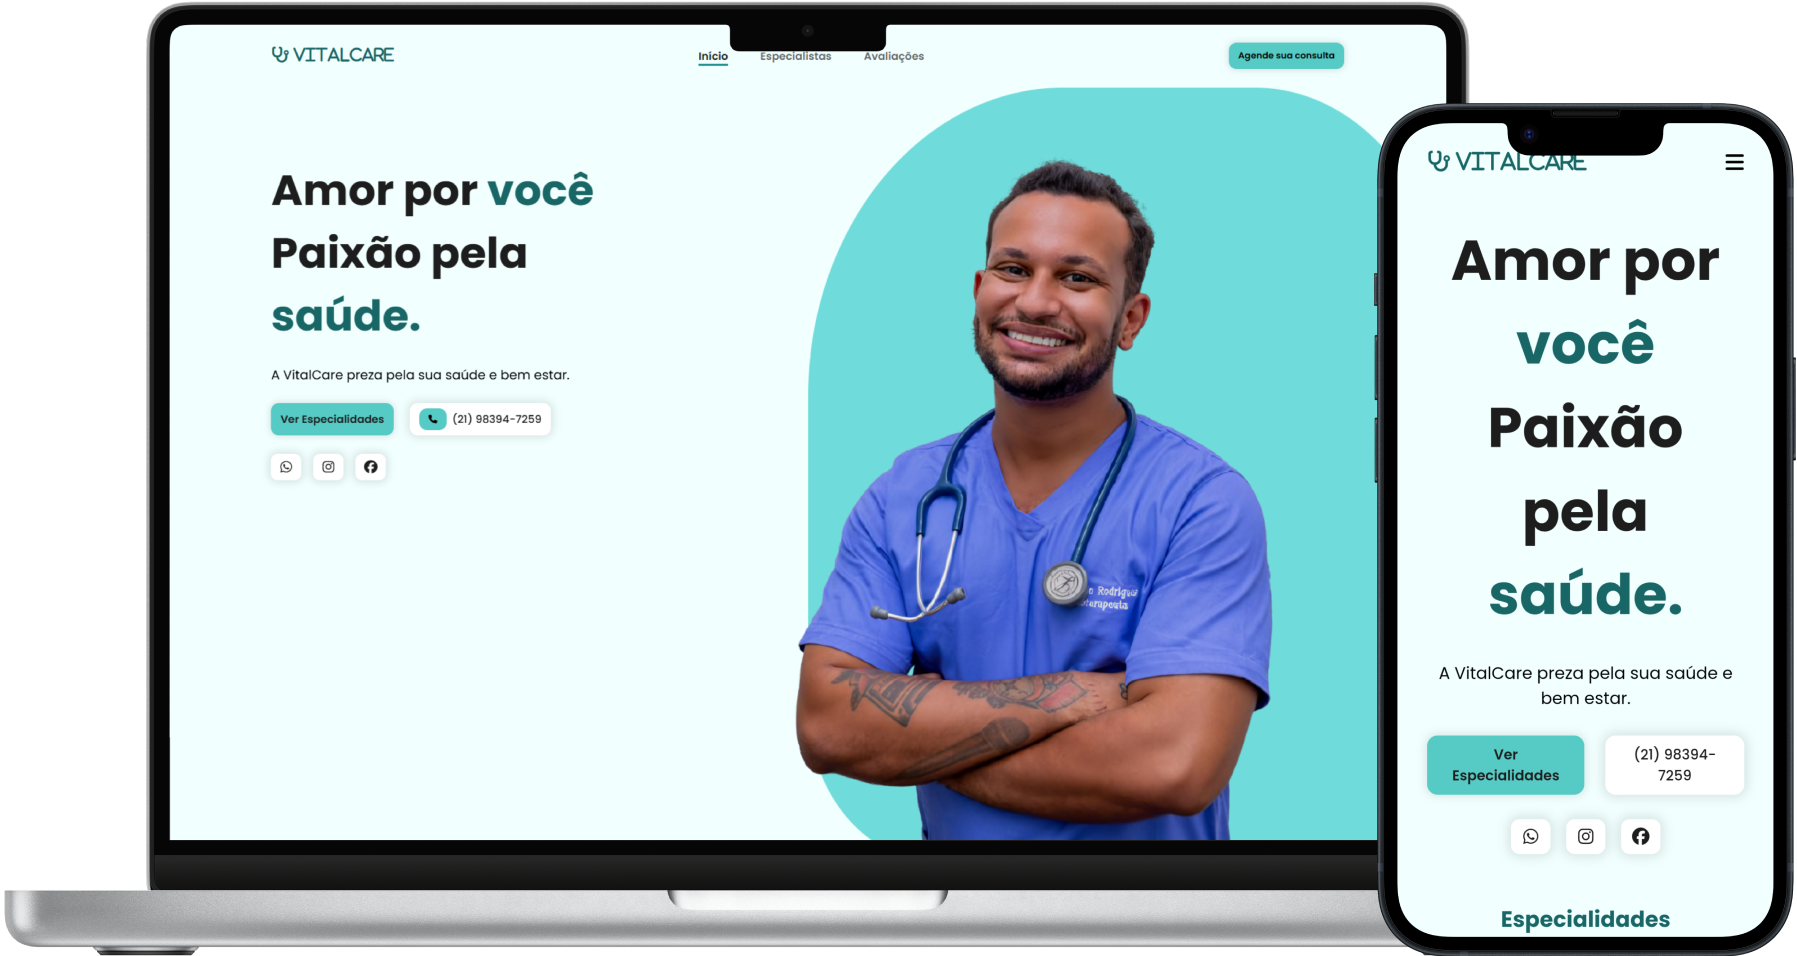 VITALCARE
Início Especialistas Avaliações
Agende sua consulta
Amor por você
Paixão pela
saúde.
A VitalCare preza pela sua saúde e bem estar.
Ver Especialidades
(21) 98394-7259
Rodrigues
VITALCARE
Amor por
você
Paixão
pela
saúde.
A VitalCare preza pela sua saúde e
bem estar.
Ver
Especialidades
(21) 98394-
7259
Especialidades